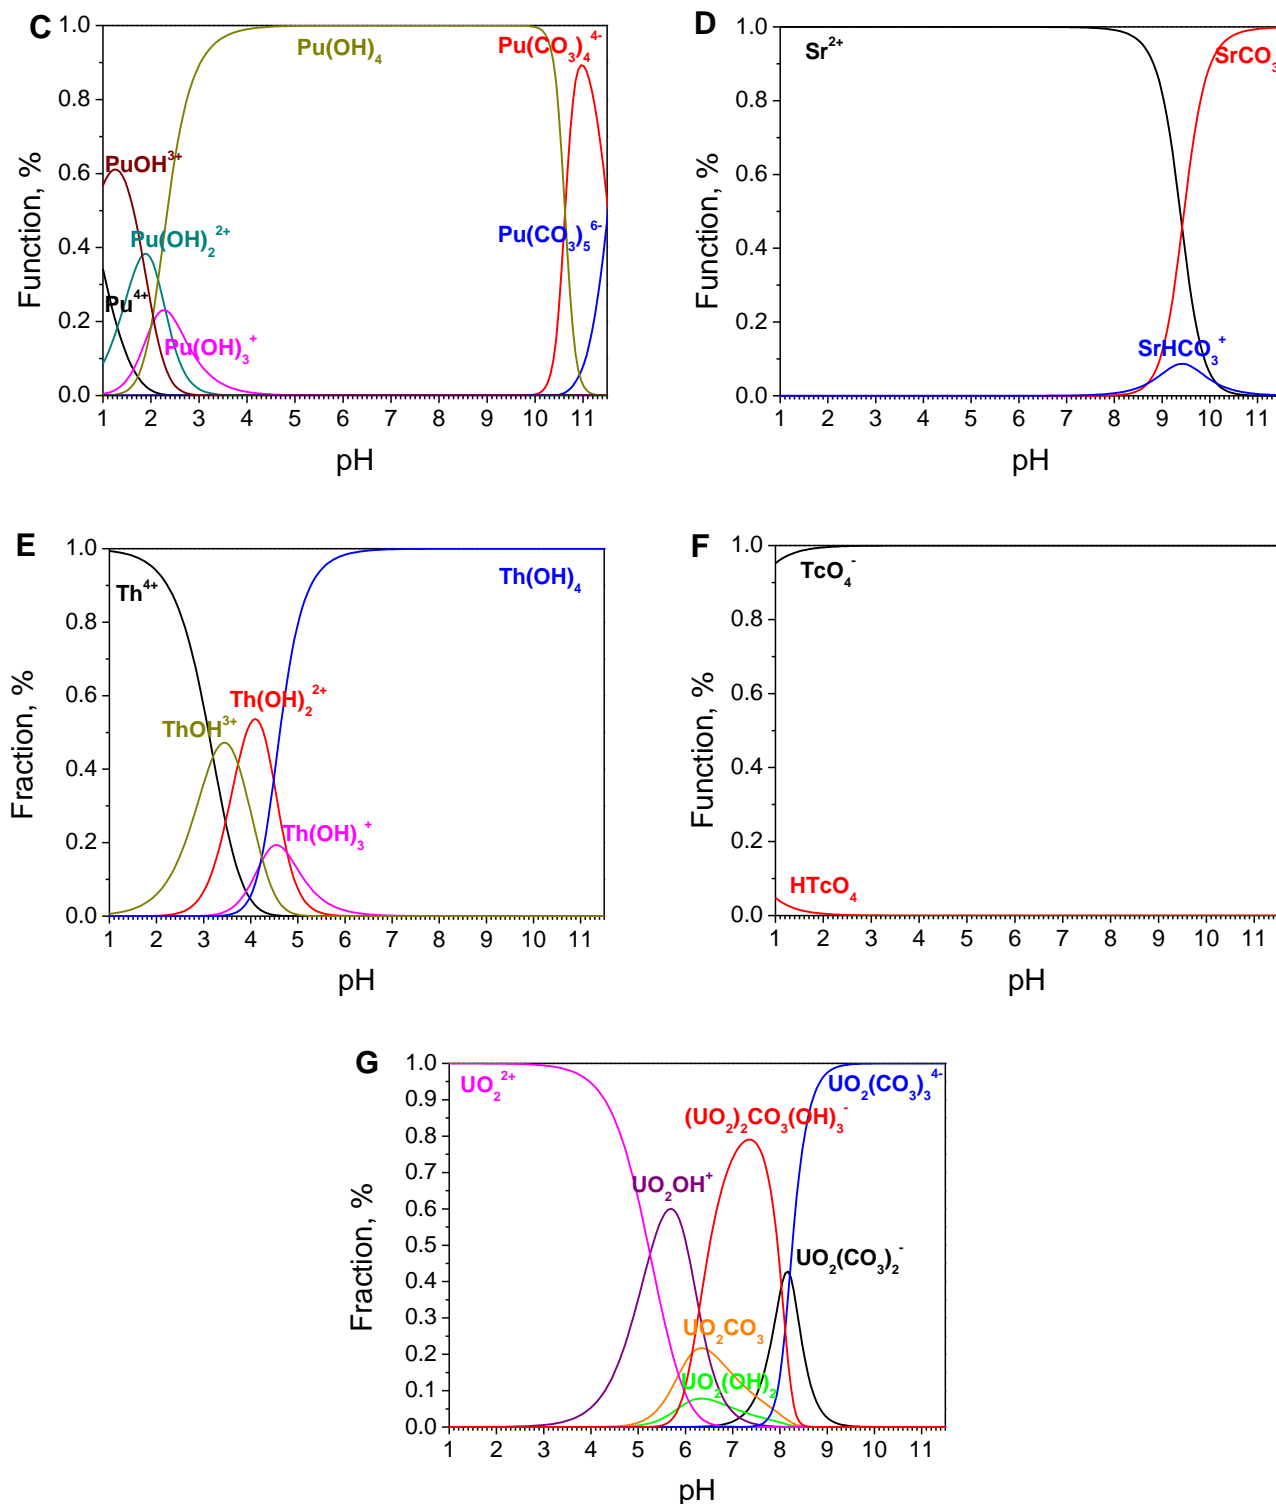 C
Function, %
1.0
0.8
0.6
0.4
0.2
0.0
Pu(OH)4
Pu(CO3)4 4-
PuOH3+
Pu(OH)2 2+
Pu(CO3)5 6-
Pu4+
Pu(OH)3 +
1 2 3 4 5 6 7 8 9 10 11
pH
D
Function, %
1.0
0.8
0.6
0.4
0.2
0.0
Sr2+
SrCO3
SrHCO3 +
1 2 3 4 5 6 7 8 9 10 11
pH
E
Fraction, %
1.0
0.8
0.6
0.4
0.2
0.0
Th4+
Th(OH)4
Th(OH)2 2+
ThOH3+
Th(OH)3 +
1 2 3 4 5 6 7 8 9 10 11
pH
F
Function, %
1.0
0.8
0.6
0.4
0.2
0.0
TcO4 -
HTcO4
1 2 3 4 5 6 7 8 9 10 11
pH
G
Fraction, %
1.0
0.9
0.8
0.7
0.6
0.5
0.4
0.3
0.2
0.1
0.0
UO2 2+
UO2(CO3)3 4-
(UO2)2CO3(OH)3 -
UO2OH+
UO2(CO3)2 -
UO2CO3
UO2(OH)2
1 2 3 4 5 6 7 8 9 10 11
pH